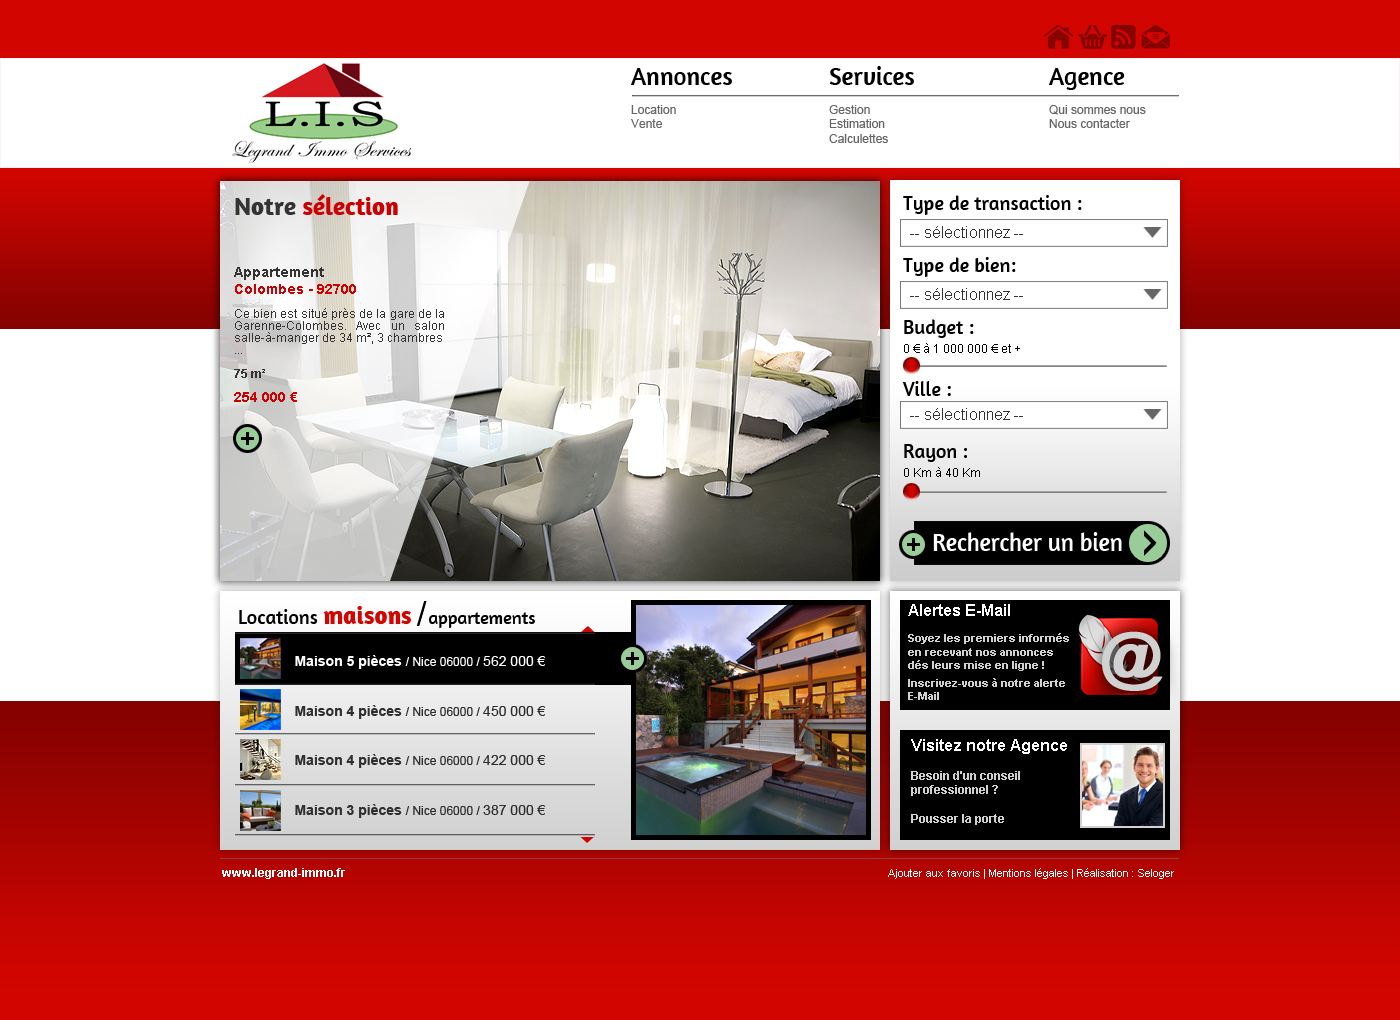 L.I.S
Legrand Immo Services
Annonces
Location
Vente
Services
Gestion
Estimation
Calculettes
Agence
Qui sommes nous
Nous contacter
Notre sélection
Appartement
Colombes - 92700
Ce bien est situé près de la gare de la
Garenne-Colombes. Avec un salon
salle-à-manger de 34 m², 3 chambres
...
75 m²
254 000 €
Type de transaction :
-- sélectionnez --
Type de bien:
-- sélectionnez --
Budget :
0 € à 1 000 000 € et +
Ville :
-- sélectionnez --
Rayon :
0 Km à 40 Km
Rechercher un bien
Locations maisons / appartements
Maison 5 pièces / Nice 06000 / 562 000 €
Maison 4 pièces / Nice 06000 / 450 000 €
Maison 4 pièces / Nice 06000 / 422 000 €
Maison 3 pièces / Nice 06000 / 387 000 €
Alertes E-Mail
Soyez les premiers informés
en recevant nos annonces
dés leurs mise en ligne !
Inscrivez-vous à notre alerte
E-Mail
@
Visitez notre Agence
Besoin d'un conseil
professionnel ?
Pousser la porte
www.legrand-immo.fr
Ajouter aux favoris | Mentions légales | Réalisation : Seloger